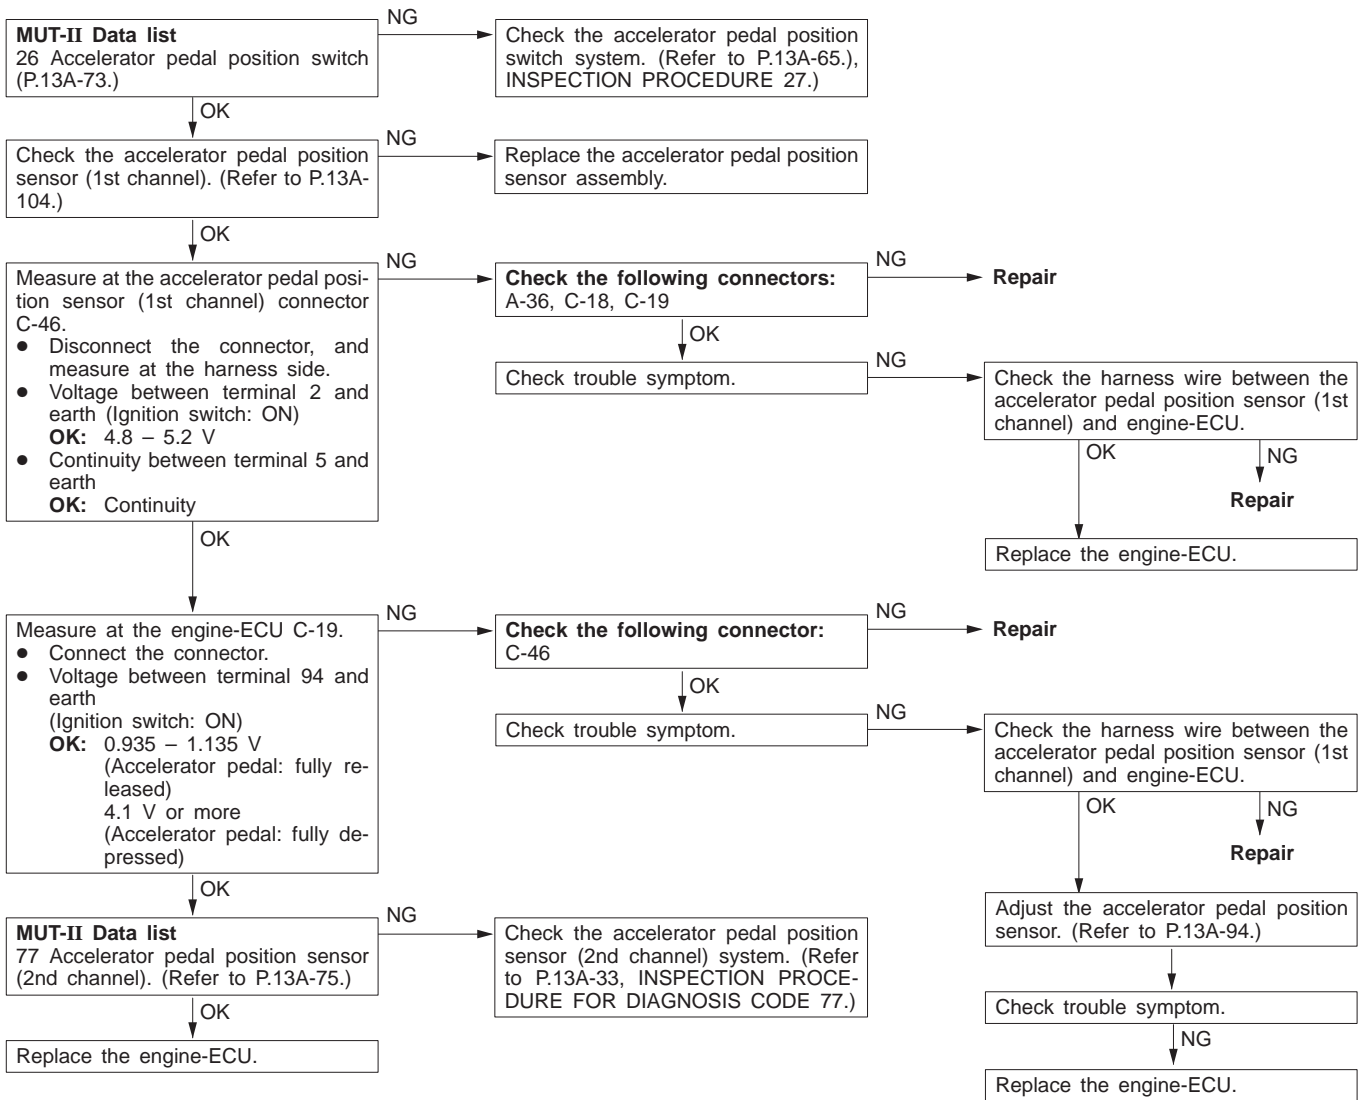 MUT-II Data list
26 Accelerator pedal position switch
(P.13A-73.)
NG
Check the accelerator pedal position
switch system. (Refer to P.13A-65.),
INSPECTION PROCEDURE 27.)
OK
Check the accelerator pedal position
sensor (1st channel). (Refer to P.13A-
104.)
NG
Replace the accelerator pedal position
sensor assembly.
OK
Measure at the accelerator pedal posi-
tion sensor (1st channel) connector
C-46.
● Disconnect the connector, and
measure at the harness side.
● Voltage between terminal 2 and
earth (Ignition switch: ON)
OK: 4.8 – 5.2 V
● Continuity between terminal 5 and
earth
OK: Continuity
NG
Check the following connectors:
A-36, C-18, C-19
NG
Repair
OK
Check trouble symptom.
NG
Check the harness wire between the
accelerator pedal position sensor (1st
channel) and engine-ECU.
OK
NG
Repair
Replace the engine-ECU.
OK
Measure at the engine-ECU C-19.
● Connect the connector.
● Voltage between terminal 94 and
earth
(Ignition switch: ON)
OK: 0.935 – 1.135 V
(Accelerator pedal: fully re-
leased)
4.1 V or more
(Accelerator pedal: fully de-
pressed)
NG
Check the following connector:
C-46
NG
Repair
OK
Check trouble symptom.
NG
Check the harness wire between the
accelerator pedal position sensor (1st
channel) and engine-ECU.
OK
NG
Repair
Adjust the accelerator pedal position
sensor. (Refer to P.13A-94.)
Check trouble symptom.
NG
Replace the engine-ECU.
OK
MUT-II Data list
77 Accelerator pedal position sensor
(2nd channel). (Refer to P.13A-75.)
NG
Check the accelerator pedal position
sensor (2nd channel) system. (Refer
to P.13A-33, INSPECTION PROCE-
DURE FOR DIAGNOSIS CODE 77.)
OK
Replace the engine-ECU.